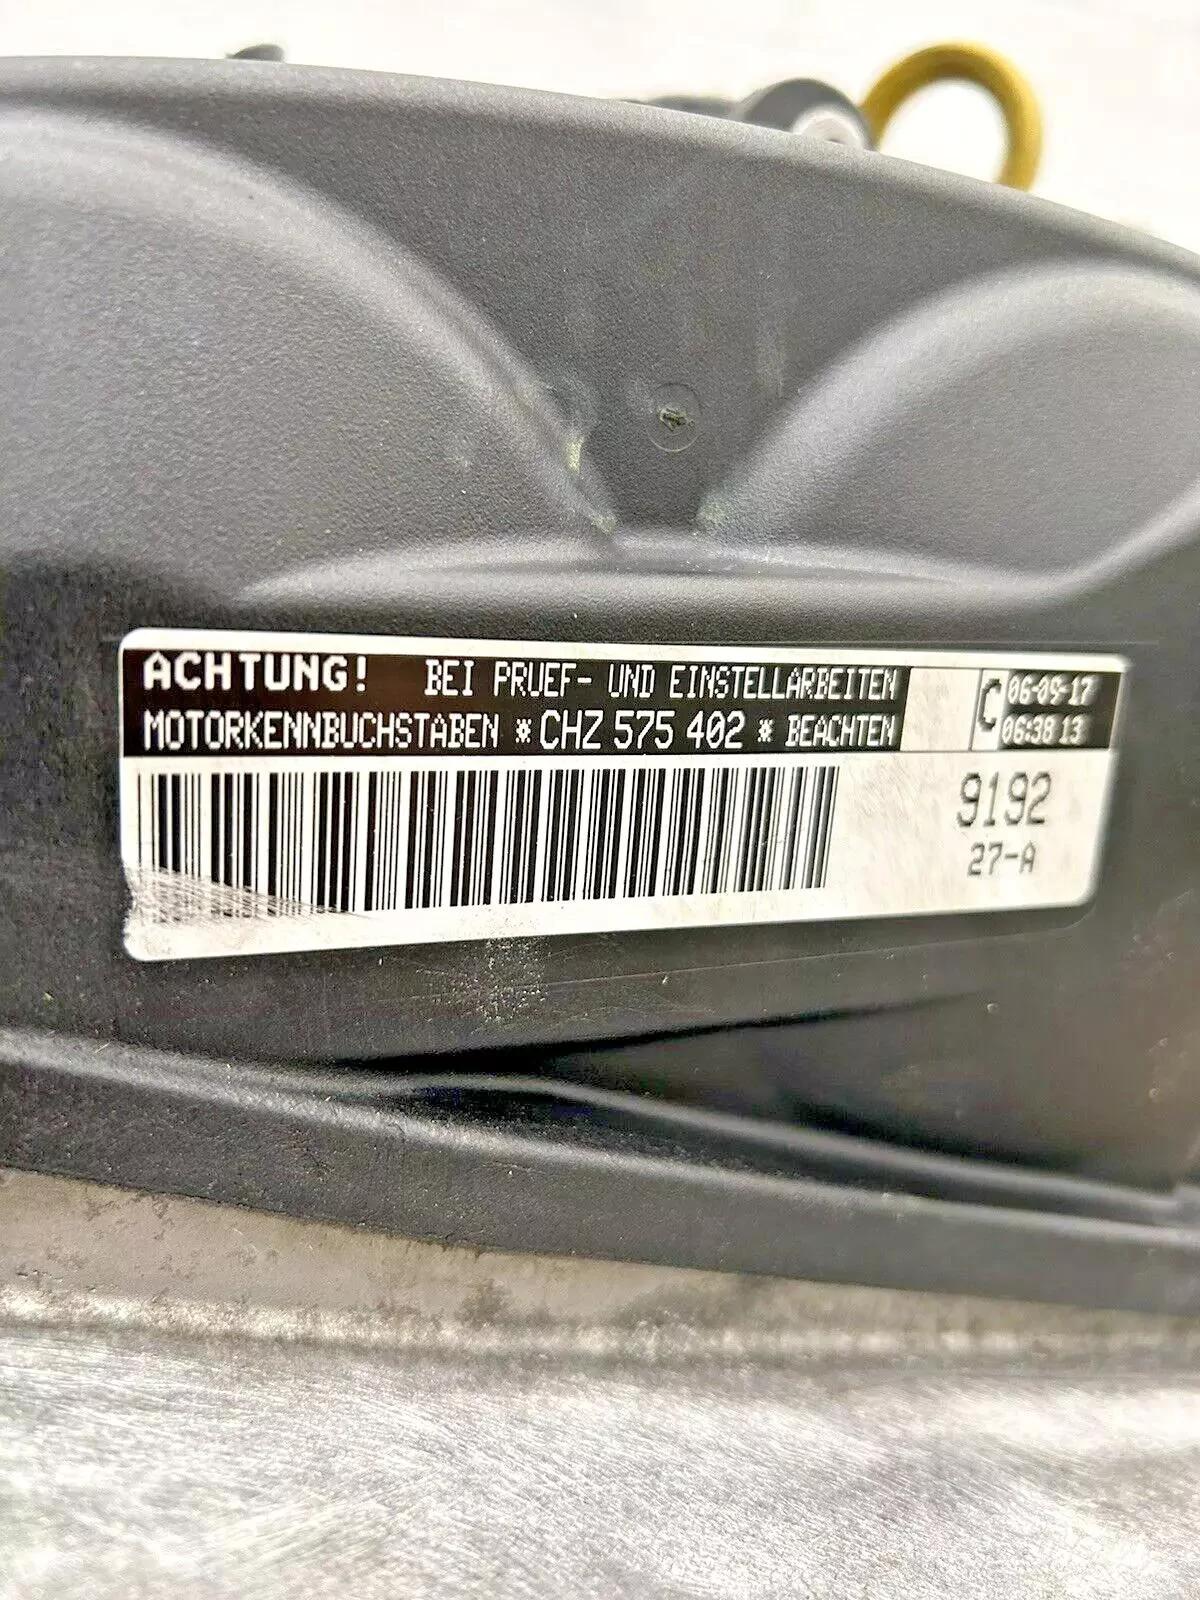 ACHTUNG! BEI PRUEF- UND EINSTELLARBEITEN
MOTORKENNBUCHSTABEN *CHZ 575 402* BEACHTEN
C
06-09-17
06:38 13
9192
27-A